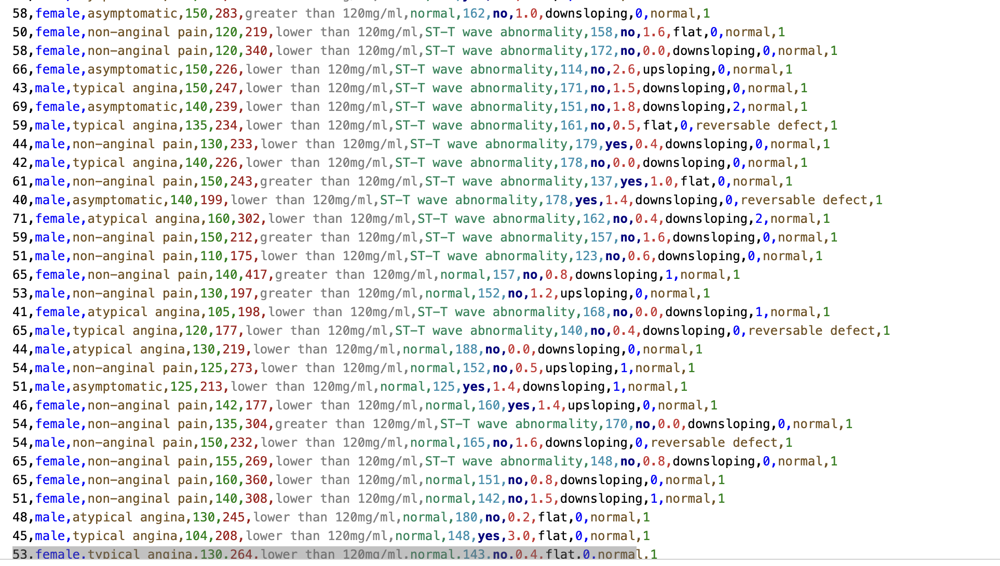 58,female,asymptomatic,150,283,greater than 120mg/ml,normal,162,no,1.0,downsloping,0,normal,1
50,female,non-anginal pain,120,219,lower than 120mg/ml,ST-T wave abnormality,158,no,1.6,flat,0,normal,1
58,female,non-anginal pain,120,340,lower than 120mg/ml,ST-T wave abnormality,172,no,0.0,downsloping,0,normal,1
66,female,asymptomatic,150,226,lower than 120mg/ml,ST-T wave abnormality,114,no,2.6,upsloping,0,normal,1
43,male,typical angina,150,247,lower than 120mg/ml,ST-T wave abnormality,171,no,1.5,downsloping,0,normal,1
69,female,asymptomatic,140,239,lower than 120mg/ml,ST-T wave abnormality,151,no,1.8,downsloping,2,normal,1
59,male,typical angina,135,234,lower than 120mg/ml,ST-T wave abnormality,161,no,0.5,flat,0,reversable defect,1
44,male,non-anginal pain,130,233,lower than 120mg/ml,ST-T wave abnormality,179,yes,0.4,downsloping,0,normal,1
42,male,typical angina,140,226,lower than 120mg/ml,ST-T wave abnormality,178,no,0.0,downsloping,0,normal,1
61,male,non-anginal pain,150,243,greater than 120mg/ml,ST-T wave abnormality,137,yes,1.0,flat,0,normal,1
40,male,asymptomatic,140,199,lower than 120mg/ml,ST-T wave abnormality,178,yes,1.4,downsloping,0,reversable defect,1
71,female,atypical angina,160,302,lower than 120mg/ml,ST-T wave abnormality,162,no,0.4,downsloping,2,normal,1
59,male,non-anginal pain,150,212,greater than 120mg/ml,ST-T wave abnormality,157,no,1.6,downsloping,0,normal,1
51,male,non-anginal pain,110,175,lower than 120mg/ml,ST-T wave abnormality,123,no,0.6,downsloping,0,normal,1
65,female,non-anginal pain,140,417,greater than 120mg/ml,normal,157,no,0.8,downsloping,1,normal,1
53,male,non-anginal pain,130,197,greater than 120mg/ml,normal,152,no,1.2,upsloping,0,normal,1
41,female,atypical angina,105,198,lower than 120mg/ml,ST-T wave abnormality,168,no,0.0,downsloping,1,normal,1
65,male,typical angina,120,177,lower than 120mg/ml,ST-T wave abnormality,140,no,0.4,downsloping,0,reversable defect,1
44,male,atypical angina,130,219,lower than 120mg/ml,normal,188,no,0.0,downsloping,0,normal,1
54,male,non-anginal pain,125,273,lower than 120mg/ml,normal,152,no,0.5,upsloping,1,normal,1
51,male,asymptomatic,125,213,lower than 120mg/ml,normal,125,yes,1.4,downsloping,1,normal,1
46,female,non-anginal pain,142,177,lower than 120mg/ml,normal,160,yes,1.4,upsloping,0,normal,1
54,female,non-anginal pain,135,304,greater than 120mg/ml,ST-T wave abnormality,170,no,0.0,downsloping,0,normal,1
54,male,non-anginal pain,150,232,lower than 120mg/ml,normal,165,no,1.6,downsloping,0,reversable defect,1
65,female,non-anginal pain,155,269,lower than 120mg/ml,ST-T wave abnormality,148,no,0.8,downsloping,0,normal,1
65,female,non-anginal pain,160,360,lower than 120mg/ml,normal,151,no,0.8,downsloping,0,normal,1
51,female,non-anginal pain,140,308,lower than 120mg/ml,normal,142,no,1.5,downsloping,1,normal,1
48,male,atypical angina,130,245,lower than 120mg/ml,normal,180,no,0.2,flat,0,normal,1
45,male,typical angina,104,208,lower than 120mg/ml,normal,148,yes,3.0,flat,0,normal,1
53,female,typical angina,130,264,lower than 120mg/ml,normal,143,no,0.4,flat,0,normal,1